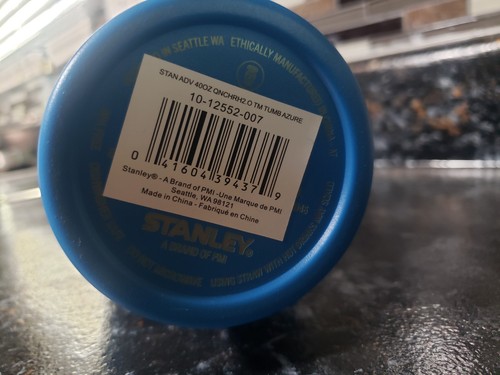 IN SEATTLE WA ETHICALLY MANUFACTURED
STAN ADV 40OZ QNCHRH2.O TM TUMB AZURE
10-12552-007
0 41604 39437 9
Stanley® - A Brand of PMI -Une Marque de PMI
Seattle, WA 98121
Made in China - Fabriqué en Chine
STANLEY®
A BRAND OF PMI